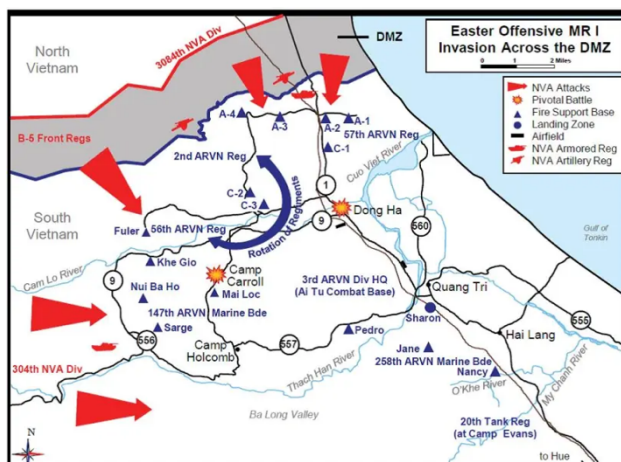 Easter Offensive MR I
Invasion Across the DMZ
0 1 2 Miles
NVA Attacks
Pivotal Battle
Fire Support Base
Landing Zone
Airfield
NVA Armored Reg
NVA Artillery Reg
North
Vietnam
3084th NVA Div
DMZ
B-5 Front Regs
A-4
A-3
A-2
A-1
57th ARVN Reg
C-1
2nd ARVN Reg
Cuo Viet River
C-2
C-3
1
9
Rotation of Regiments
Dong Ha
560
South
Vietnam
Fuler
56th ARVN Reg
Gulf of
Tonkin
Cam Lo River
Khe Gio
Camp
Carroll
9
Nui Ba Ho
Mai Loc
3rd ARVN Div HQ
(Ai Tu Combat Base)
Quang Tri
147th ARVN Marine Bde
Sarge
Sharon
555
556
557
Pedro
Hai Lang
Camp
Holcomb
Jane
258th ARVN Marine Bde
Nancy
304th NVA Div
Thach Han River
O'Khe River
My Chanh River
Ba Long Valley
20th Tank Reg
(at Camp Evans)
to Hue
N